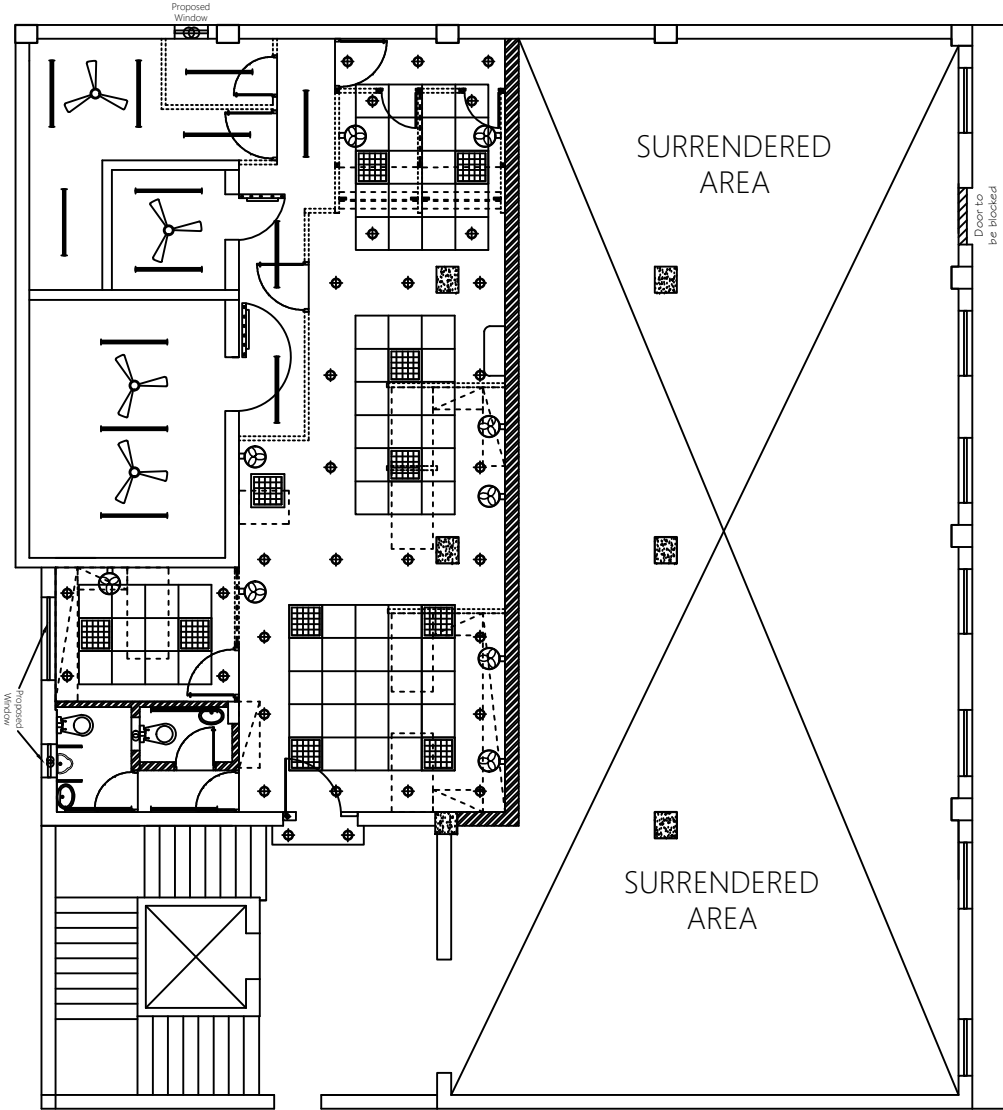 Proposed
Window
SURRENDERED
AREA
Door to
be blocked
Proposed
Window
SURRENDERED
AREA